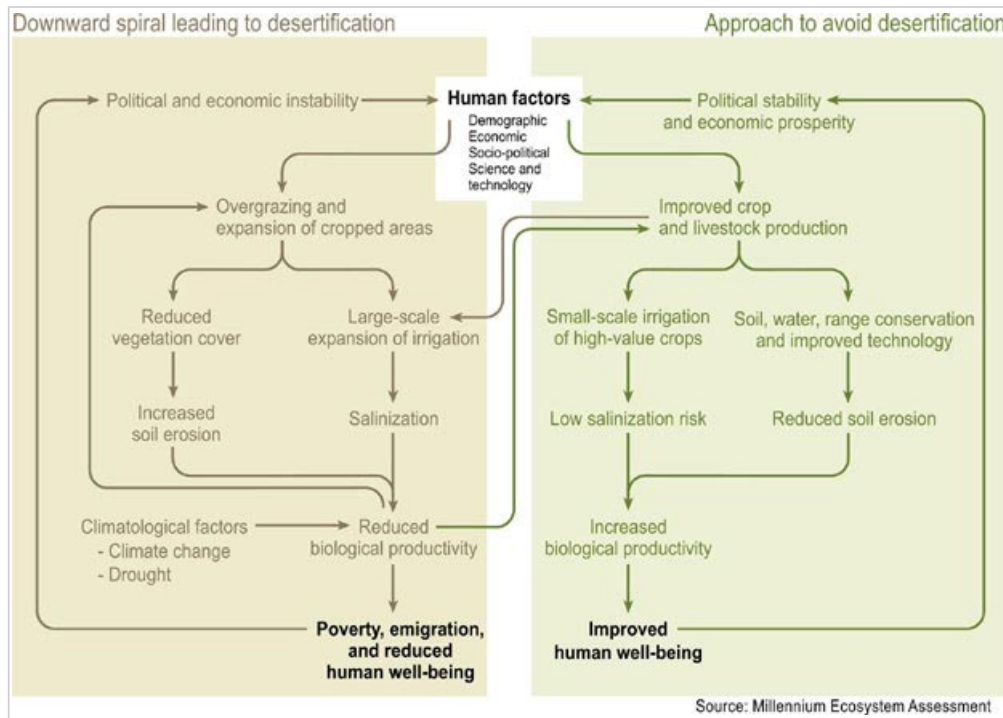 Downward spiral leading to desertification
Approach to avoid desertification
Political and economic instability
Human factors
Demographic
Economic
Socio-political
Science and
technology
Political stability
and economic prosperity
Overgrazing and
expansion of cropped areas
Improved crop
and livestock production
Reduced
vegetation cover
Large-scale
expansion of irrigation
Small-scale irrigation
of high-value crops
Soil, water, range conservation
and improved technology
Increased
soil erosion
Salinization
Low salinization risk
Reduced soil erosion
Climatological factors
- Climate change
- Drought
Reduced
biological productivity
Increased
biological productivity
Poverty, emigration,
and reduced
human well-being
Improved
human well-being
Source: Millennium Ecosystem Assessment